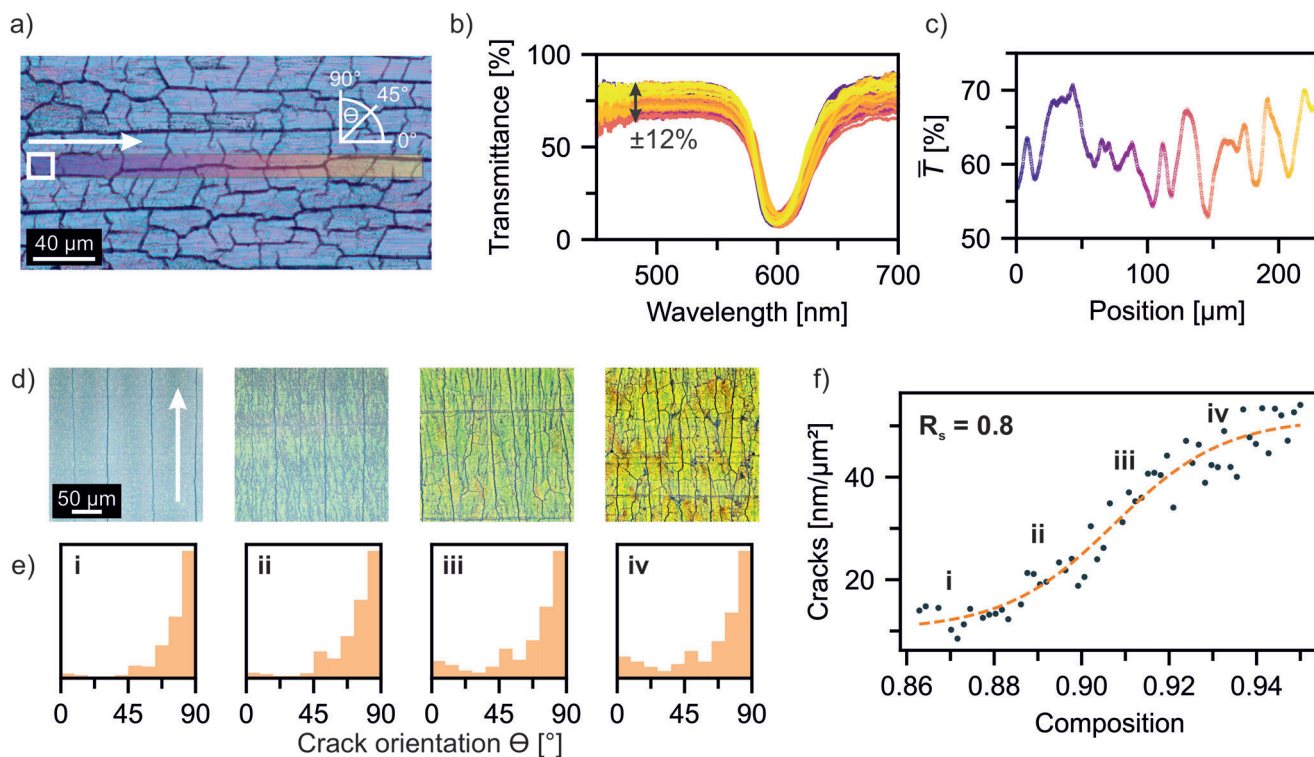 a)
90°
45°
Θ
0°
40 µm
b)
Transmittance [%]
100
50
0
±12%
500
600
700
Wavelength [nm]
c)
T̿ [%]
70
60
50
0
100
200
Position [µm]
d)
50 µm
e)
i
ii
iii
iv
0
45
90
0
45
90
0
45
90
0
45
90
Crack orientation Θ [°]
f)
Rₛ = 0.8
Cracks [nm/µm²]
40
20
i
ii
iii
iv
0.86
0.88
0.90
0.92
0.94
Composition